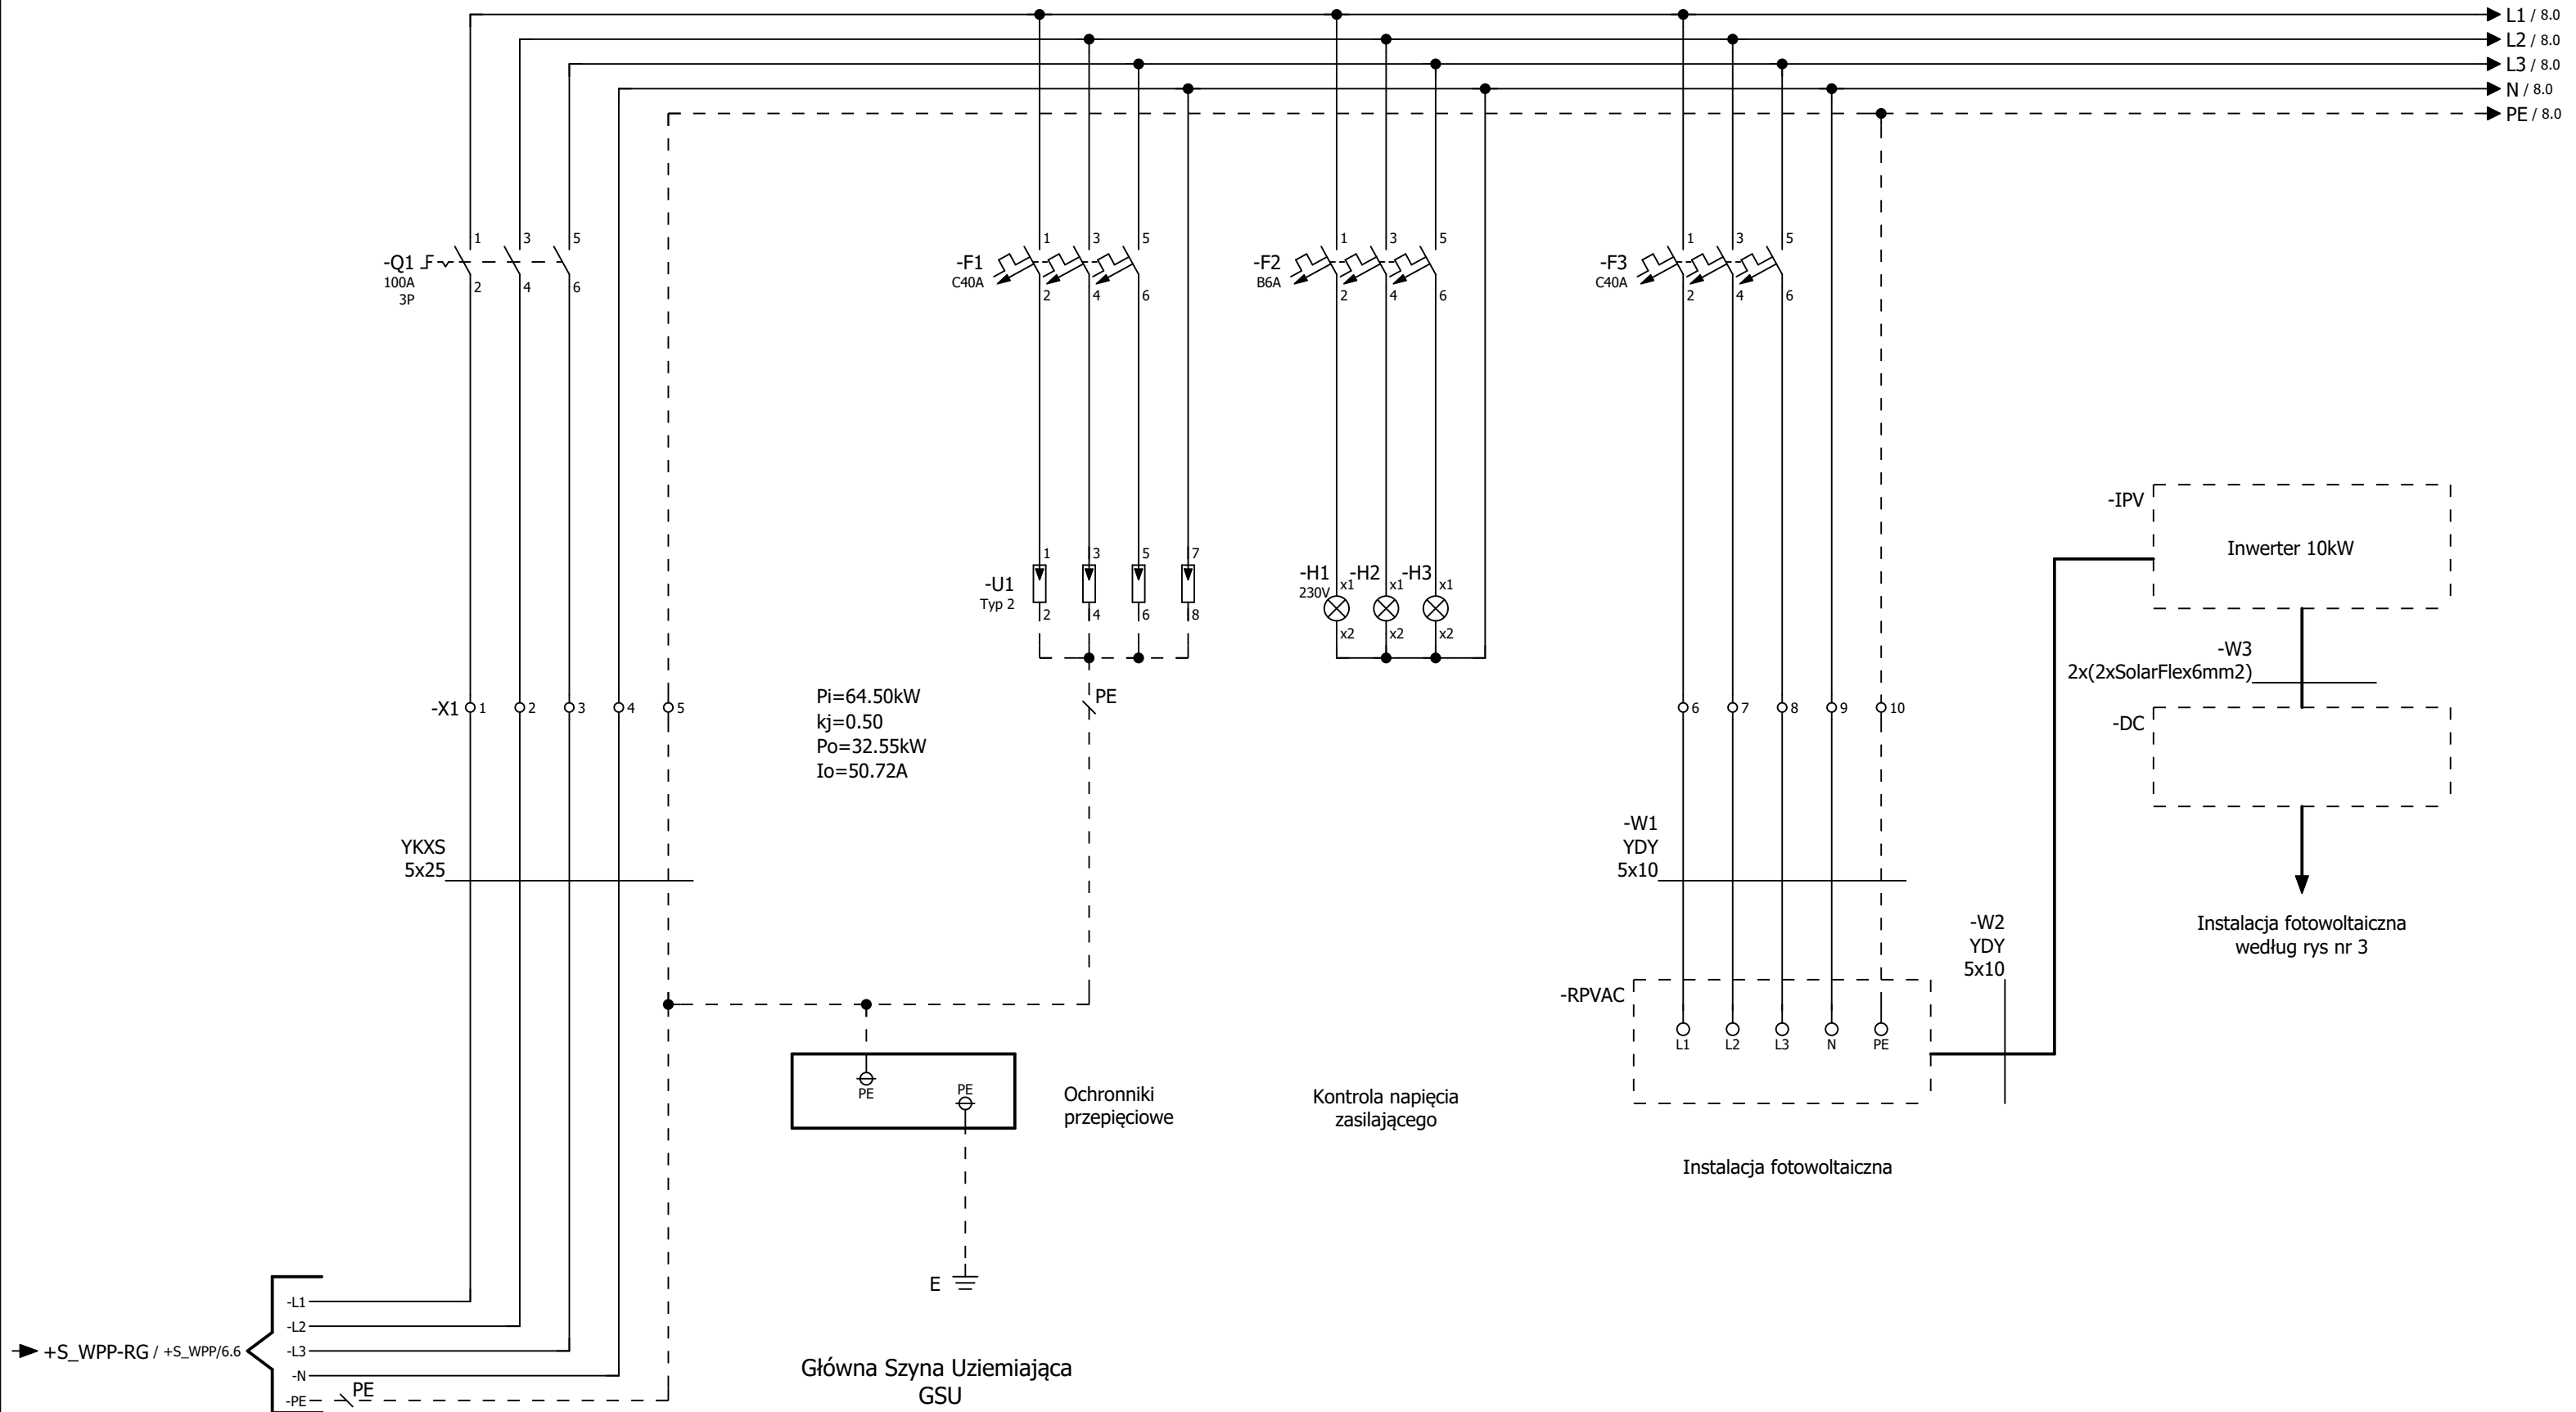 L1 / 8.0
L2 / 8.0
L3 / 8.0
N / 8.0
PE / 8.0
1 3 5
-Q1
100A
3P
2 4 6
1 3 5
-F1
C40A
2 4 6
1 3 5
-F2
B6A
2 4 6
1 3 5
-F3
C40A
2 4 6
-IPV
Inwerter 10kW
1 3 5 7
-U1
Typ 2
2 4 6 8
-H1 x1 -H2 x1 -H3 x1
230V
x2 x2 x2
-W3
2x(2xSolarFlex6mm2)
-X1 1 2 3 4 5
Pi=64.50kW
kj=0.50
Po=32.55kW
Io=50.72A
PE
6 7 8 9 10
-DC
YKXS
5x25
-W1
YDY
5x10
-W2
YDY
5x10
Instalacja fotowoltaiczna
według rys nr 3
-RPVAC
L1 L2 L3 N PE
PE PE
Ochronniki
przepięciowe
Kontrola napięcia
zasilającego
Instalacja fotowoltaiczna
E
-L1
-L2
+S_WPP-RG / +S_WPP/6.6 -L3
-N
-PE PE
Główna Szyna Uziemiająca
GSU